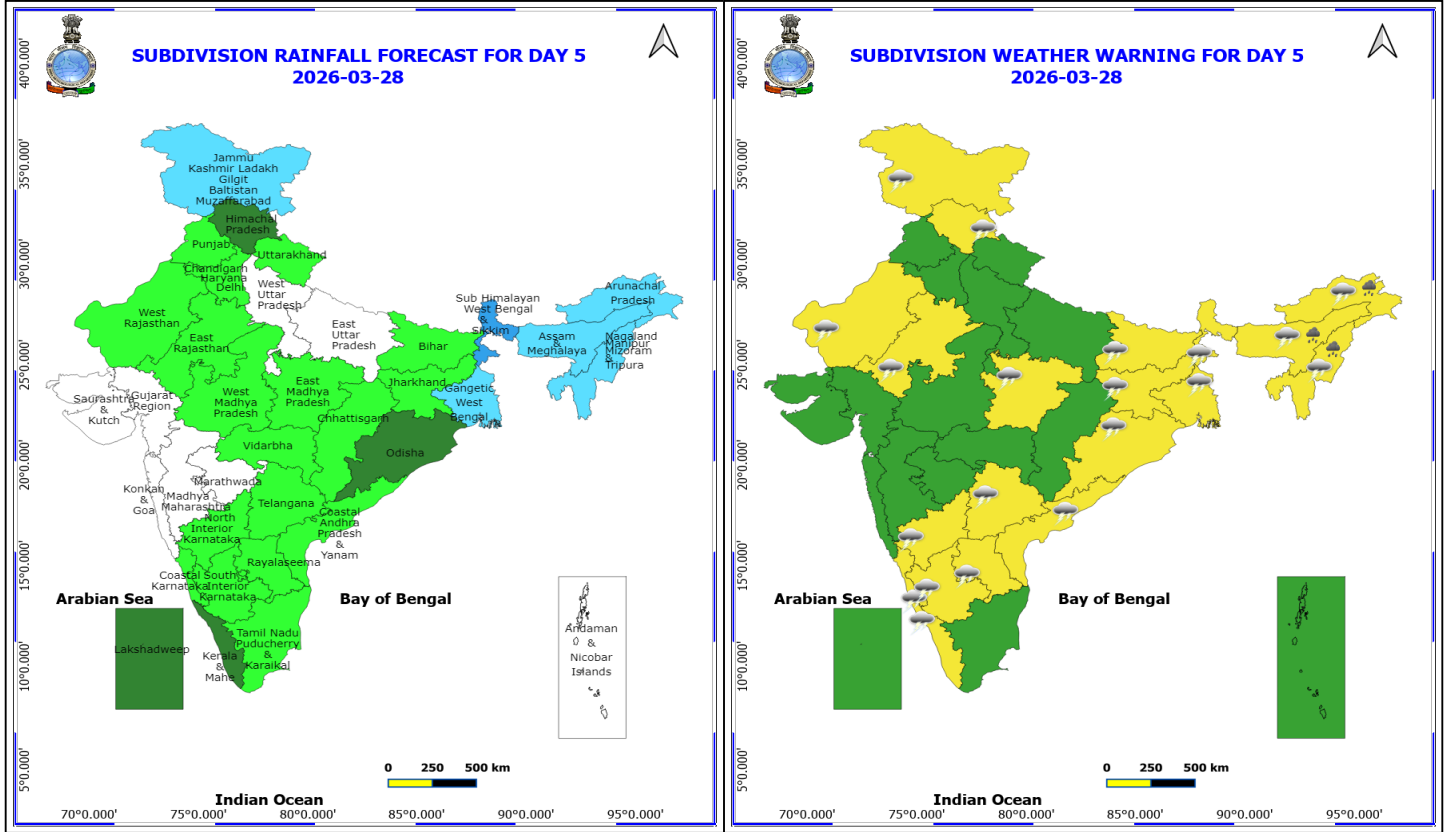 SUBDIVISION RAINFALL FORECAST FOR DAY 5
2026-03-28
40°0.000'
35°0.000'
30°0.000'
25°0.000'
20°0.000'
15°0.000'
10°0.000'
5°0.000'
Jammu
Kashmir Ladakh
Gilgit
Baltistan
Muzaffarabad
Himachal
Pradesh
Punjab
Uttarakhand
Chandigarh
Haryana
Delhi
West
Uttar
Pradesh
East
Uttar
Pradesh
West
Rajasthan
East
Rajasthan
Sub Himalayan
West Bengal
&
Sikkim
Arunachal
Pradesh
Assam
&
Meghalaya
Nagaland
Manipur
Mizoram
&
Tripura
Bihar
Jharkhand
Gangetic
West
Bengal
Saurashtra
&
Kutch
Gujarat
Region
West
Madhya
Pradesh
East
Madhya
Pradesh
Chhattisgarh
Vidarbha
Odisha
Konkan
&
Goa
Madhya
Maharashtra
Marathwada
Telangana
North
Interior
Karnataka
Coastal
Andhra
Pradesh
&
Yanam
Rayalaseema
Coastal
Karnataka
South
Interior
Karnataka
Tamil Nadu
Puducherry
&
Karaikal
Kerala
&
Mahe
Lakshadweep
Andaman
&
Nicobar
Islands
Arabian Sea
Bay of Bengal
Indian Ocean
0 250 500 km
70°0.000' 75°0.000' 80°0.000' 85°0.000' 90°0.000' 95°0.000'
SUBDIVISION WEATHER WARNING FOR DAY 5
2026-03-28
40°0.000'
35°0.000'
30°0.000'
25°0.000'
20°0.000'
15°0.000'
10°0.000'
5°0.000'
Arabian Sea
Bay of Bengal
Indian Ocean
0 250 500 km
70°0.000' 75°0.000' 80°0.000' 85°0.000' 90°0.000' 95°0.000'